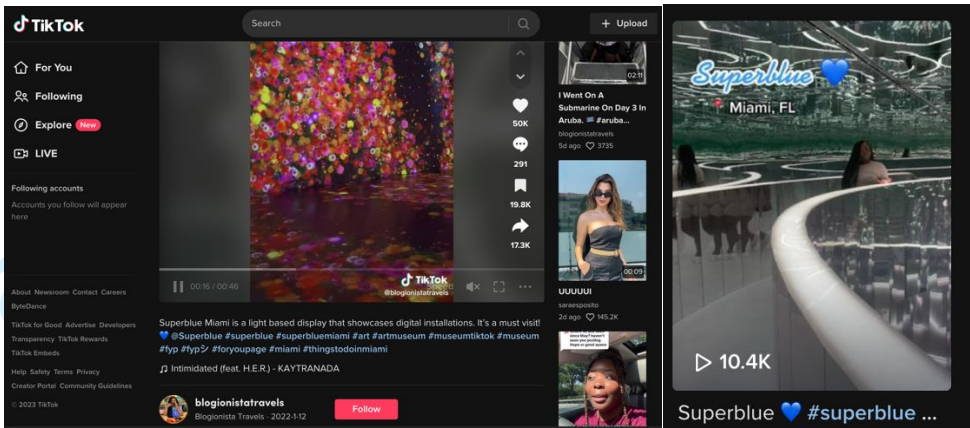 TikTok
Search
+ Upload
For You
Following
Explore New
LIVE
Following accounts
Accounts you follow will appear
here
About Newsroom Contact Careers
ByteDance
TikTok for Good Advertise Developers
Transparency TikTok Rewards
TikTok Embeds
Help Safety Terms Privacy
Creator Portal Community Guidelines
© 2023 TikTok
50K
291
19.8K
17.3K
00:16 / 00:46
TikTok
@blogionistatravels
Superblue Miami is a light based display that showcases digital installations. It's a must visit!
💙 @Superblue #superblue #superbluemiami #art #artmuseum #museumtiktok #museum
#fyp #fypシ #foryoupage #miami #thingstodoinmiami
♫ Intimidated (feat. H.E.R.) - KAYTRANADA
blogionistatravels
Blogionista Travels · 2022-1-12
Follow
02:11
I Went On A
Submarine On Day 3 In
Aruba. #aruba...
blogionistatravels
5d ago ♡ 3735
00:09
UUUUUI
saraesposito
2d ago ♡ 145.2K
Superblue 💙
📍 Miami, FL
10.4K
Superblue 💙 #superblue ...